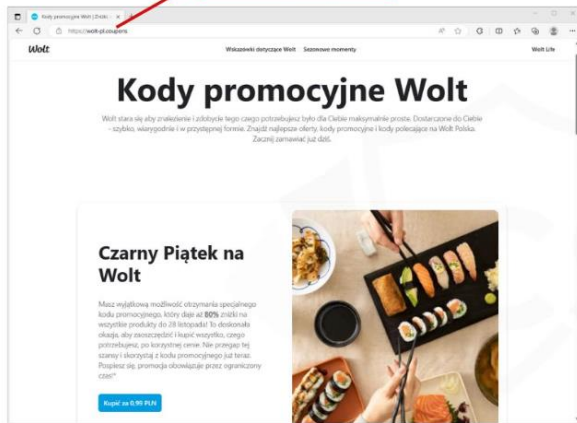 Kody promocyjne Wolt | Zniżki
https://wolt-pl.coupons
Wolt
Wskazówki dotyczące Wolt Sezonowe momenty
Wolt Life
Kody promocyjne Wolt
Wolt stara się aby znalezienie i zdobycie tego czego potrzebujesz było dla Ciebie maksymalnie proste. Dostarczone do Ciebie
- szybko, wiarygodnie i w przystępnej formie. Znajdź najlepsze oferty, kody promocyjne i kody polecające na Wolt Polska.
Zacznij zamawiać już dziś.
Czarny Piątek na
Wolt
Masz wyjątkową możliwość otrzymania specjalnego
kodu promocyjnego, który daje aż 80% zniżki na
wszystkie produkty do 28 listopada! To doskonała
okazja, aby zaoszczędzić i kupić wszystko, czego
potrzebujesz, po korzystnej cenie. Nie przegap tej
szansy i skorzystaj z kodu promocyjnego już teraz.
Pospiesz się, promocja obowiązuje przez ograniczony
czas!*
Kupić za 0,99 PLN